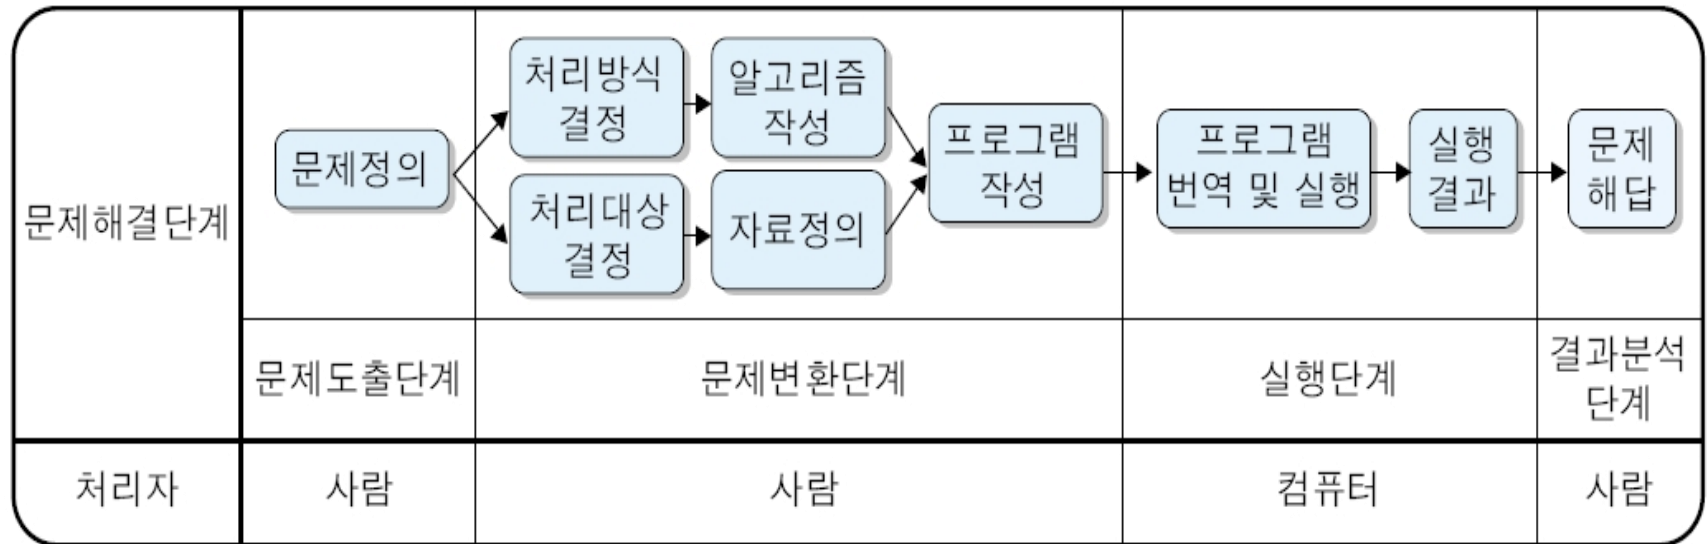 문제해결단계
문제정의
처리방식
결정
알고리즘
작성
처리대상
결정
자료정의
프로그램
작성
프로그램
번역 및 실행
실행
결과
문제
해답
문제도출단계
문제변환단계
실행단계
결과분석
단계
처리자
사람
사람
컴퓨터
사람